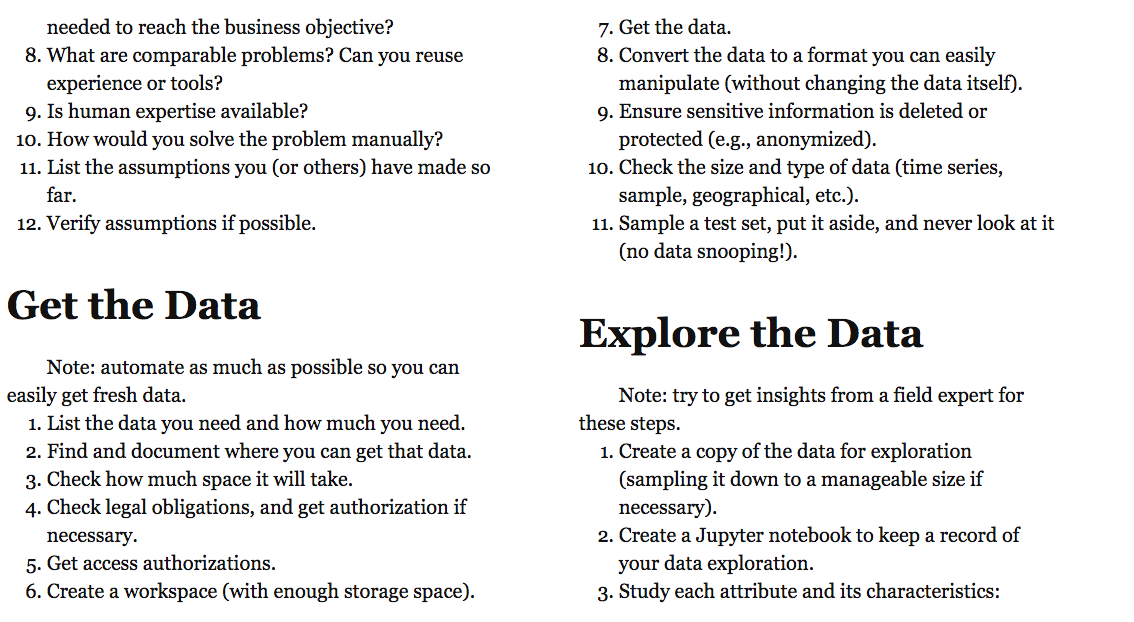 needed to reach the business objective?
8. What are comparable problems? Can you reuse
experience or tools?
9. Is human expertise available?
10. How would you solve the problem manually?
11. List the assumptions you (or others) have made so
far.
12. Verify assumptions if possible.
Get the Data
Note: automate as much as possible so you can
easily get fresh data.
1. List the data you need and how much you need.
2. Find and document where you can get that data.
3. Check how much space it will take.
4. Check legal obligations, and get authorization if
necessary.
5. Get access authorizations.
6. Create a workspace (with enough storage space).
7. Get the data.
8. Convert the data to a format you can easily
manipulate (without changing the data itself).
9. Ensure sensitive information is deleted or
protected (e.g., anonymized).
10. Check the size and type of data (time series,
sample, geographical, etc.).
11. Sample a test set, put it aside, and never look at it
(no data snooping!).
Explore the Data
Note: try to get insights from a field expert for
these steps.
1. Create a copy of the data for exploration
(sampling it down to a manageable size if
necessary).
2. Create a Jupyter notebook to keep a record of
your data exploration.
3. Study each attribute and its characteristics: